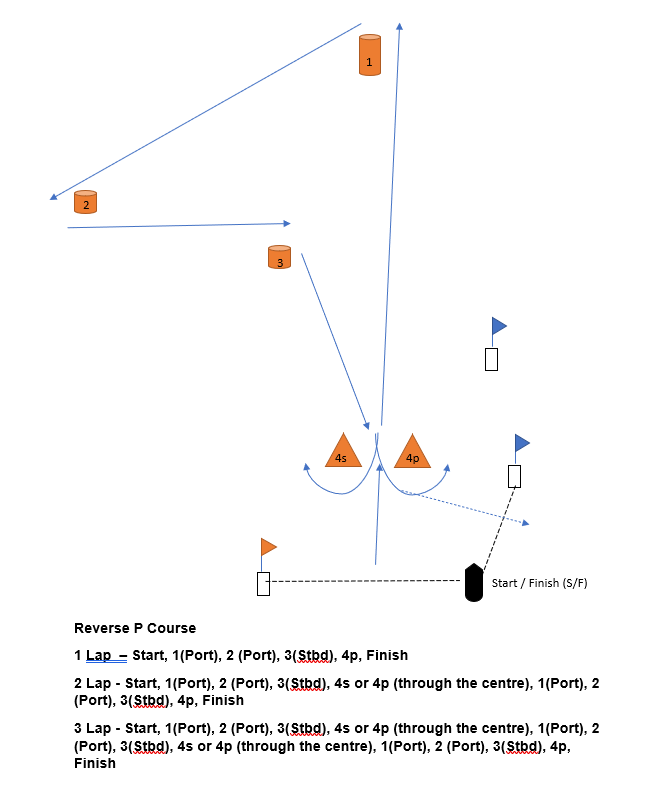 1
2
3
4s
4p
Start / Finish (S/F)
Reverse P Course
1 Lap – Start, 1(Port), 2 (Port), 3(Stbd), 4p, Finish
2 Lap - Start, 1(Port), 2 (Port), 3(Stbd), 4s or 4p (through the centre), 1(Port), 2
(Port), 3(Stbd), 4p, Finish
3 Lap - Start, 1(Port), 2 (Port), 3(Stbd), 4s or 4p (through the centre), 1(Port), 2
(Port), 3(Stbd), 4s or 4p (through the centre), 1(Port), 2 (Port), 3(Stbd), 4p,
Finish